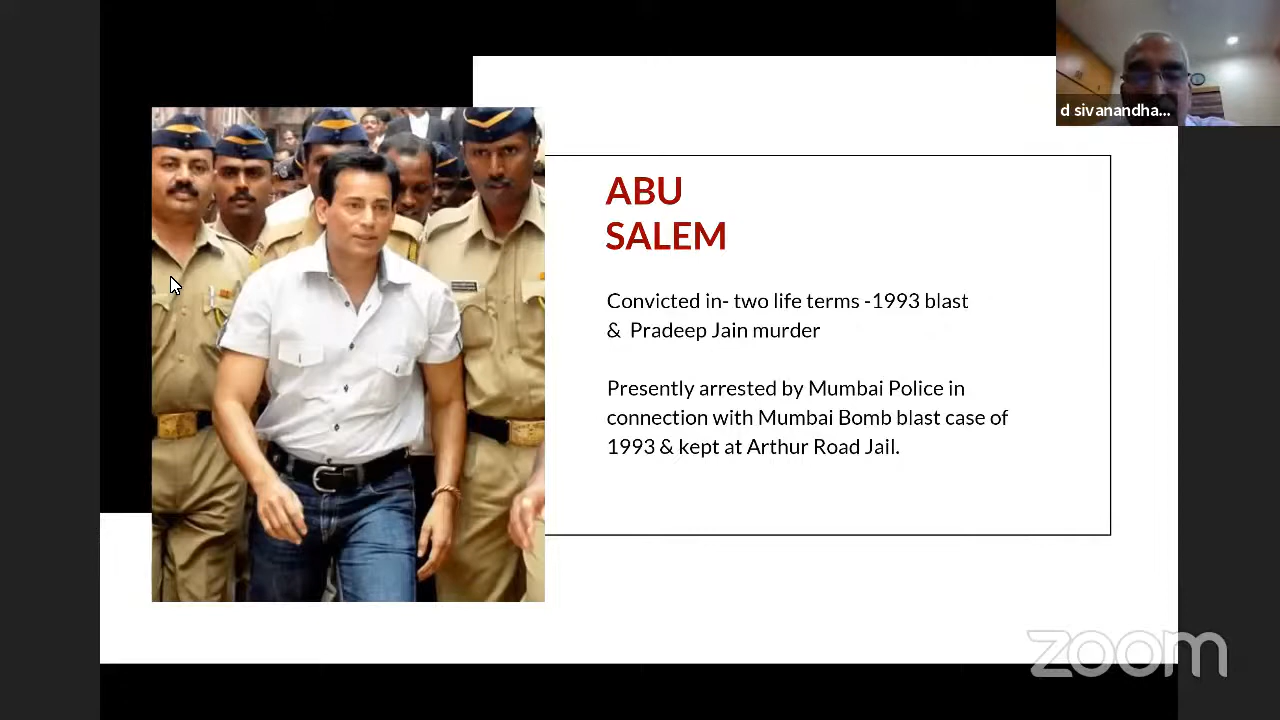 d sivanandha...
ABU
SALEM
Convicted in- two life terms -1993 blast
& Pradeep Jain murder
Presently arrested by Mumbai Police in
connection with Mumbai Bomb blast case of
1993 & kept at Arthur Road Jail.
zoom